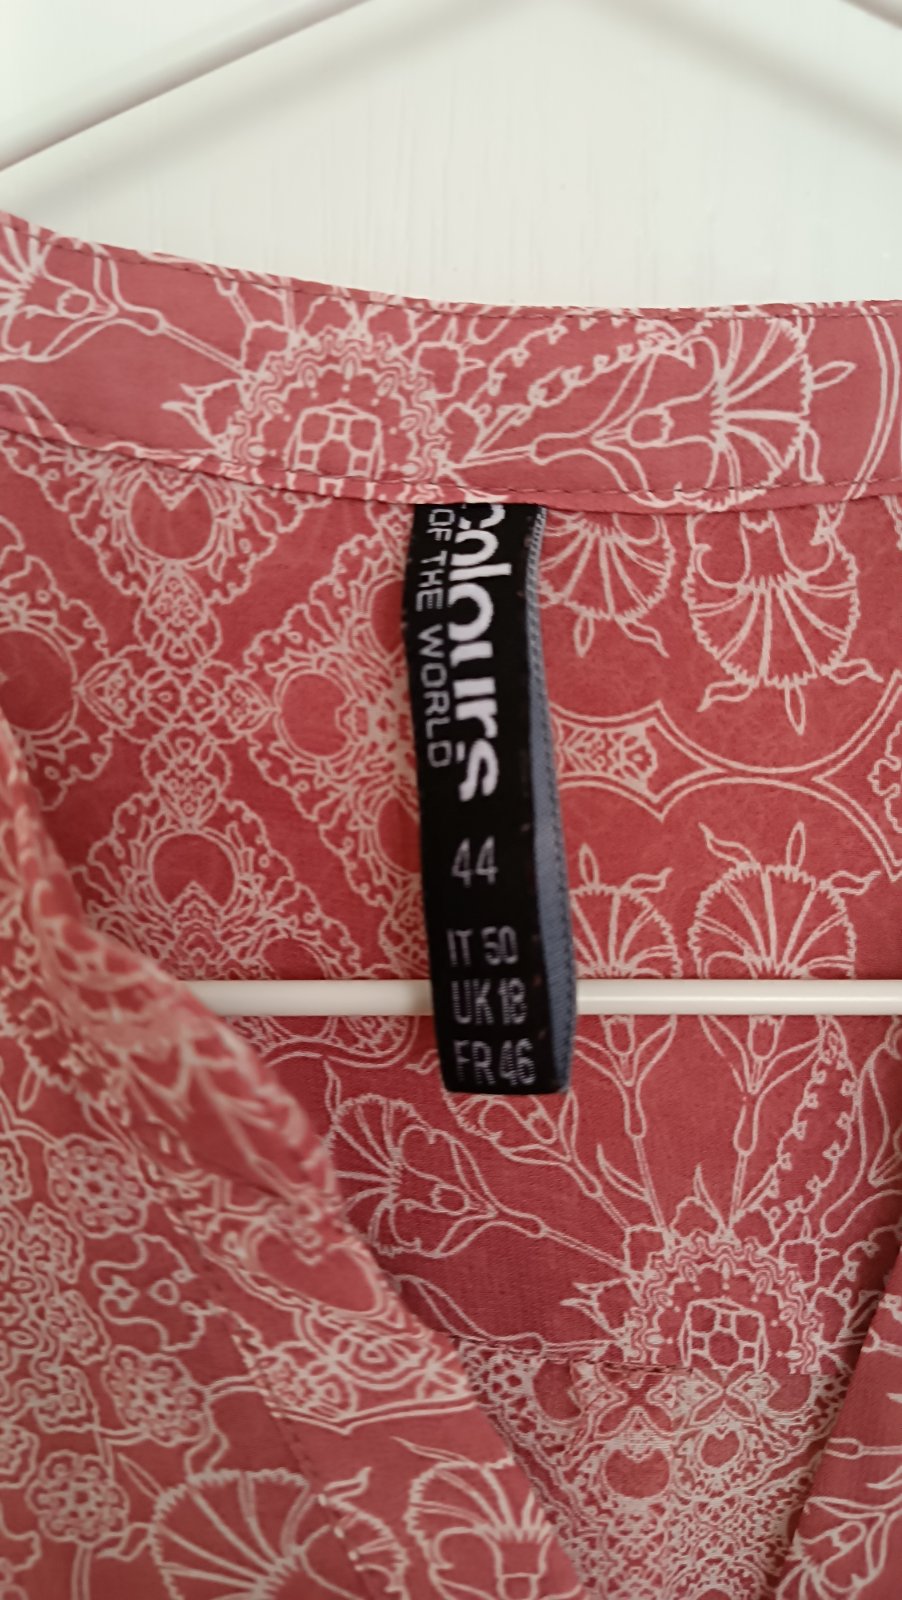 colours
OF THE WORLD
44
IT 50
UK 18
FR 46